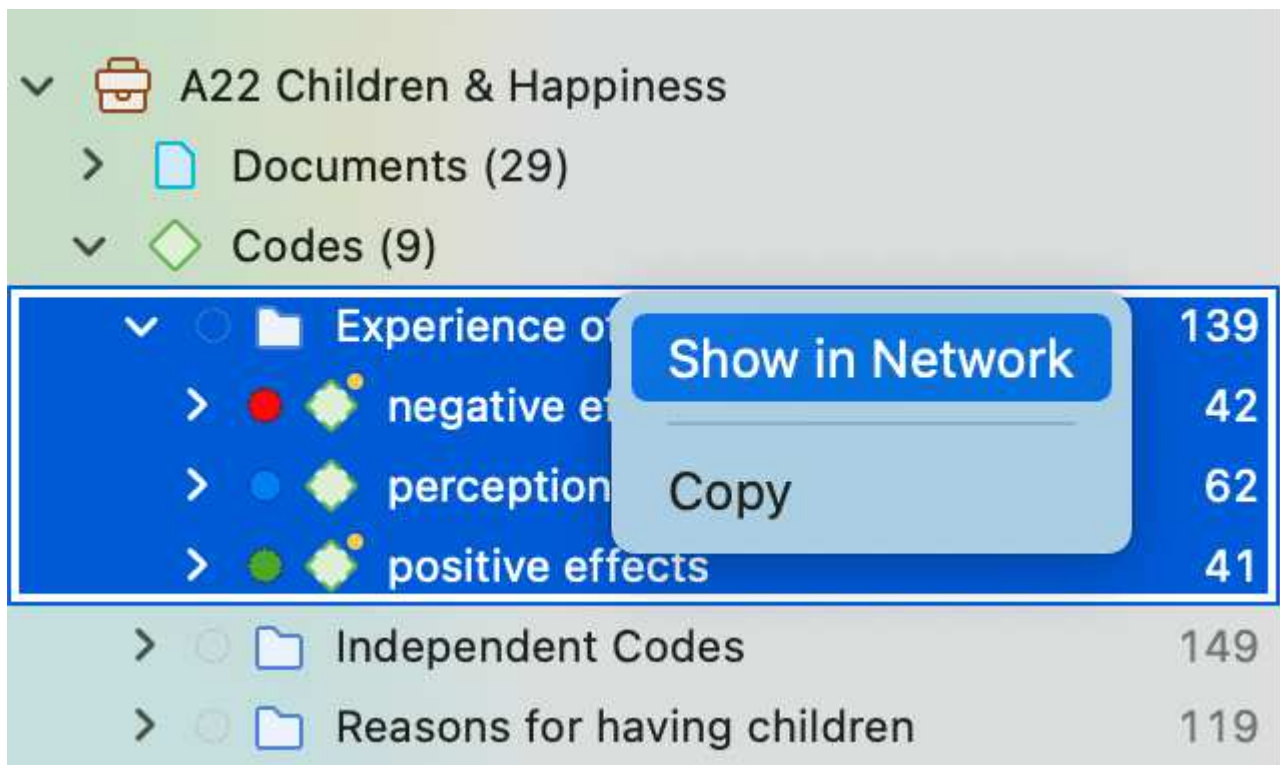 A22 Children & Happiness
Documents (29)
Codes (9)
Experience 139
Show in Network
negative 42
perception 62
Copy
positive effects 41
Independent Codes 149
Reasons for having children 119